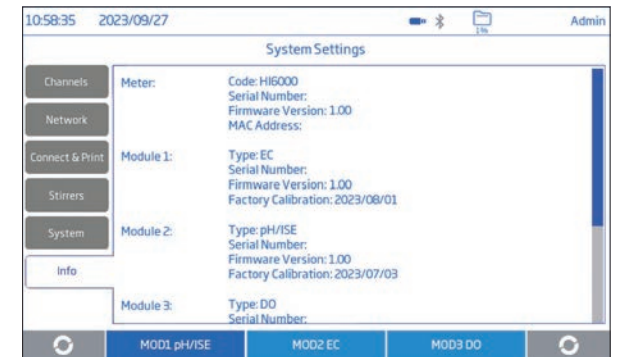 10:58:35 2023/09/27 1% Admin
System Settings
Channels
Network
Connect & Print
Stirrers
System
Info
Meter: Code: HI6000
Serial Number:
Firmware Version: 1.00
MAC Address:
Module 1: Type: EC
Serial Number:
Firmware Version: 1.00
Factory Calibration: 2023/08/01
Module 2: Type: pH/ISE
Serial Number:
Firmware Version: 1.00
Factory Calibration: 2023/07/03
Module 3: Type: DO
Serial Number:
MOD1 pH/ISE MOD2 EC MOD3 DO